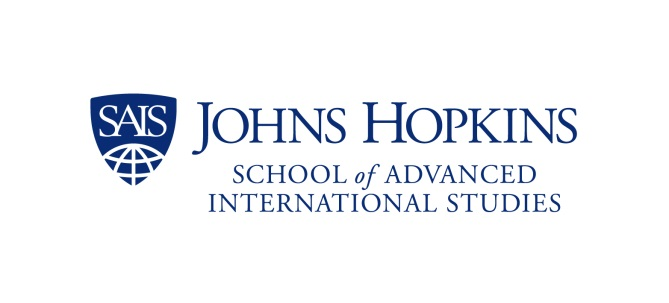 SAIS
JOHNS HOPKINS
SCHOOL of ADVANCED
INTERNATIONAL STUDIES